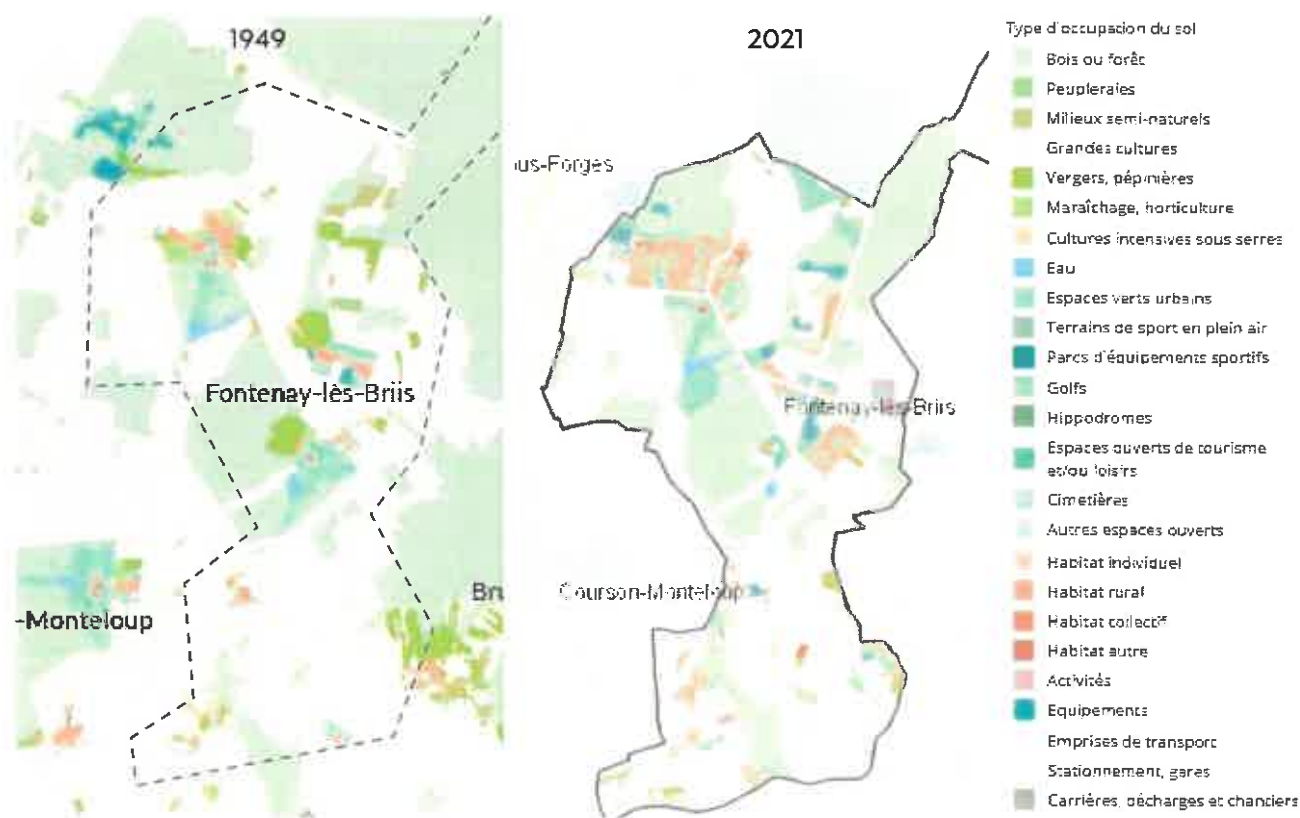 1949
2021
Type d'occupation du sol
Bois ou forêt
Peupleraies
Milieux semi-naturels
Grandes cultures
Vergers, pépinières
Maraîchage, horticulture
Cultures intensives sous serres
Eau
Espaces verts urbains
Terrains de sport en plein air
Parcs d'équipements sportifs
Golfs
Hippodromes
Espaces ouverts de tourisme
et/ou loisirs
Cimetières
Autres espaces ouverts
Habitat individuel
Habitat rural
Habitat collectif
Habitat autre
Activités
Equipements
Emprises de transport
Stationnement, gares
Carrières, décharges et chantiers
us-Forges
Fontenay-lès-Briis
Fontenay-lès-Briis
-Monteloup
Bru
Courson-Monteloup